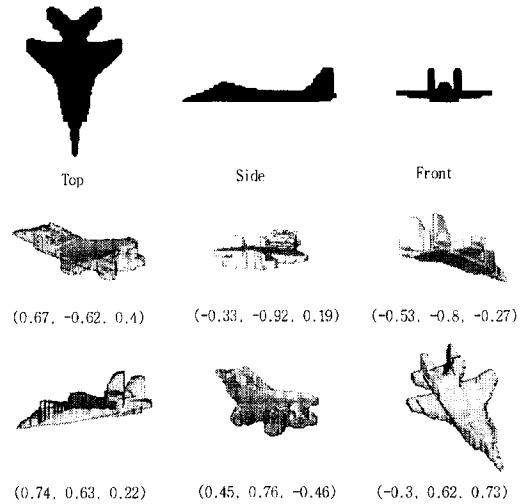 Top
Side
Front
(0.67, -0.62, 0.4)
(-0.33, -0.92, 0.19)
(-0.53, -0.8, -0.27)
(0.74, 0.63, 0.22)
(0.45, 0.76, -0.46)
(-0.3, 0.62, 0.73)